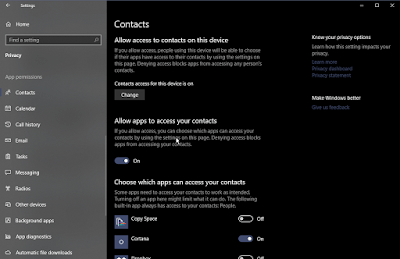 Settings
Home
Find a setting
Privacy
App permissions
Contacts
Calendar
Call history
Email
Tasks
Messaging
Radios
Other devices
Background apps
App diagnostics
Automatic file downloads
Contacts
Allow access to contacts on this device
If you allow access, people using this device will be able to choose
if their apps have access to their contacts by using the settings on
this page. Denying access blocks apps from accessing any person's
contacts.
Contacts access for this device is on
Change
Allow apps to access your contacts
If you allow access, you can choose which apps can access your
contacts by using the settings on this page. Denying access blocks
apps from accessing your contacts.
On
Choose which apps can access your contacts
Some apps need to access your contacts to work as intended.
Turning off an app here might limit what it can do. The following
built-in app always has access to your contacts: People.
Copy Space
Off
Cortana
On
Dropbox
Off
Know your privacy options
Learn how this setting impacts your
privacy.
Learn more
Privacy dashboard
Privacy statement
Make Windows better
Give us feedback